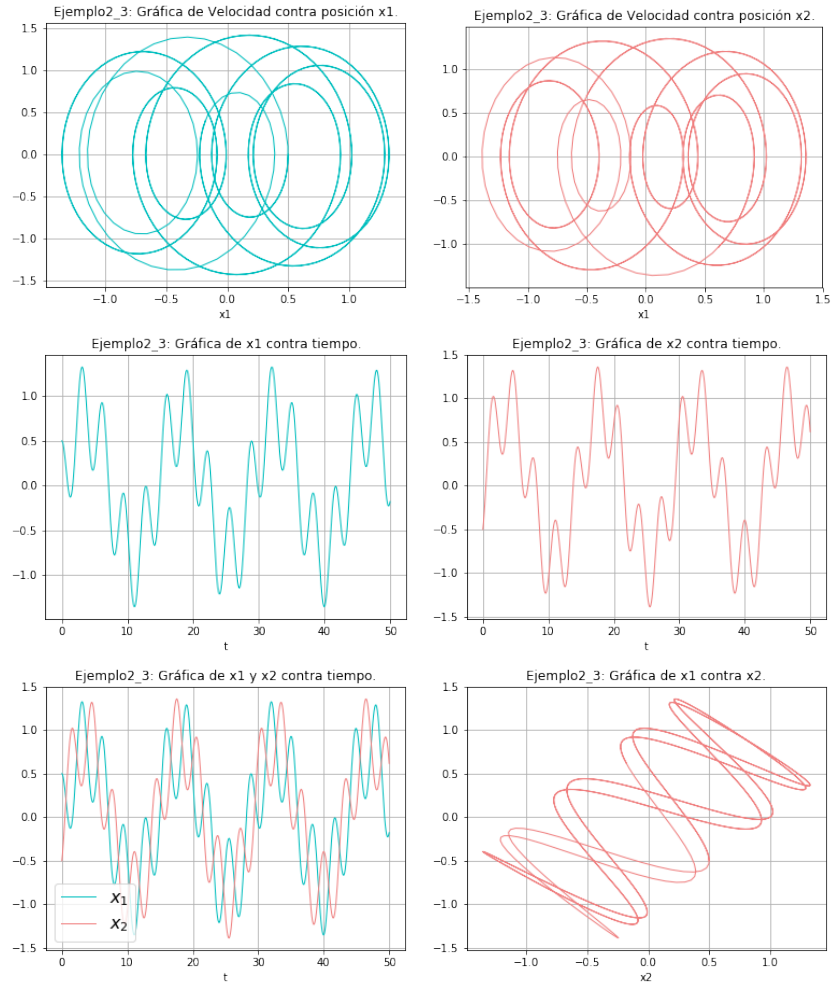 Ejemplo2_3: Gráfica de Velocidad contra posición x1.
1.5
1.0
0.5
0.0
−0.5
−1.0
−1.5
−1.0 −0.5 0.0 0.5 1.0
x1
Ejemplo2_3: Gráfica de Velocidad contra posición x2.
1.0
0.5
0.0
−0.5
−1.0
−1.5 −1.0 −0.5 0.0 0.5 1.0 1.5
x1
Ejemplo2_3: Gráfica de x1 contra tiempo.
1.0
0.5
0.0
−0.5
−1.0
0 10 20 30 40 50
t
Ejemplo2_3: Gráfica de x2 contra tiempo.
1.5
1.0
0.5
0.0
−0.5
−1.0
−1.5
0 10 20 30 40 50
t
Ejemplo2_3: Gráfica de x1 y x2 contra tiempo.
1.5
1.0
0.5
0.0
−0.5
−1.0
−1.5
x₁
x₂
0 10 20 30 40 50
t
Ejemplo2_3: Gráfica de x1 contra x2.
1.5
1.0
0.5
0.0
−0.5
−1.0
−1.5
−1.0 −0.5 0.0 0.5 1.0
x2